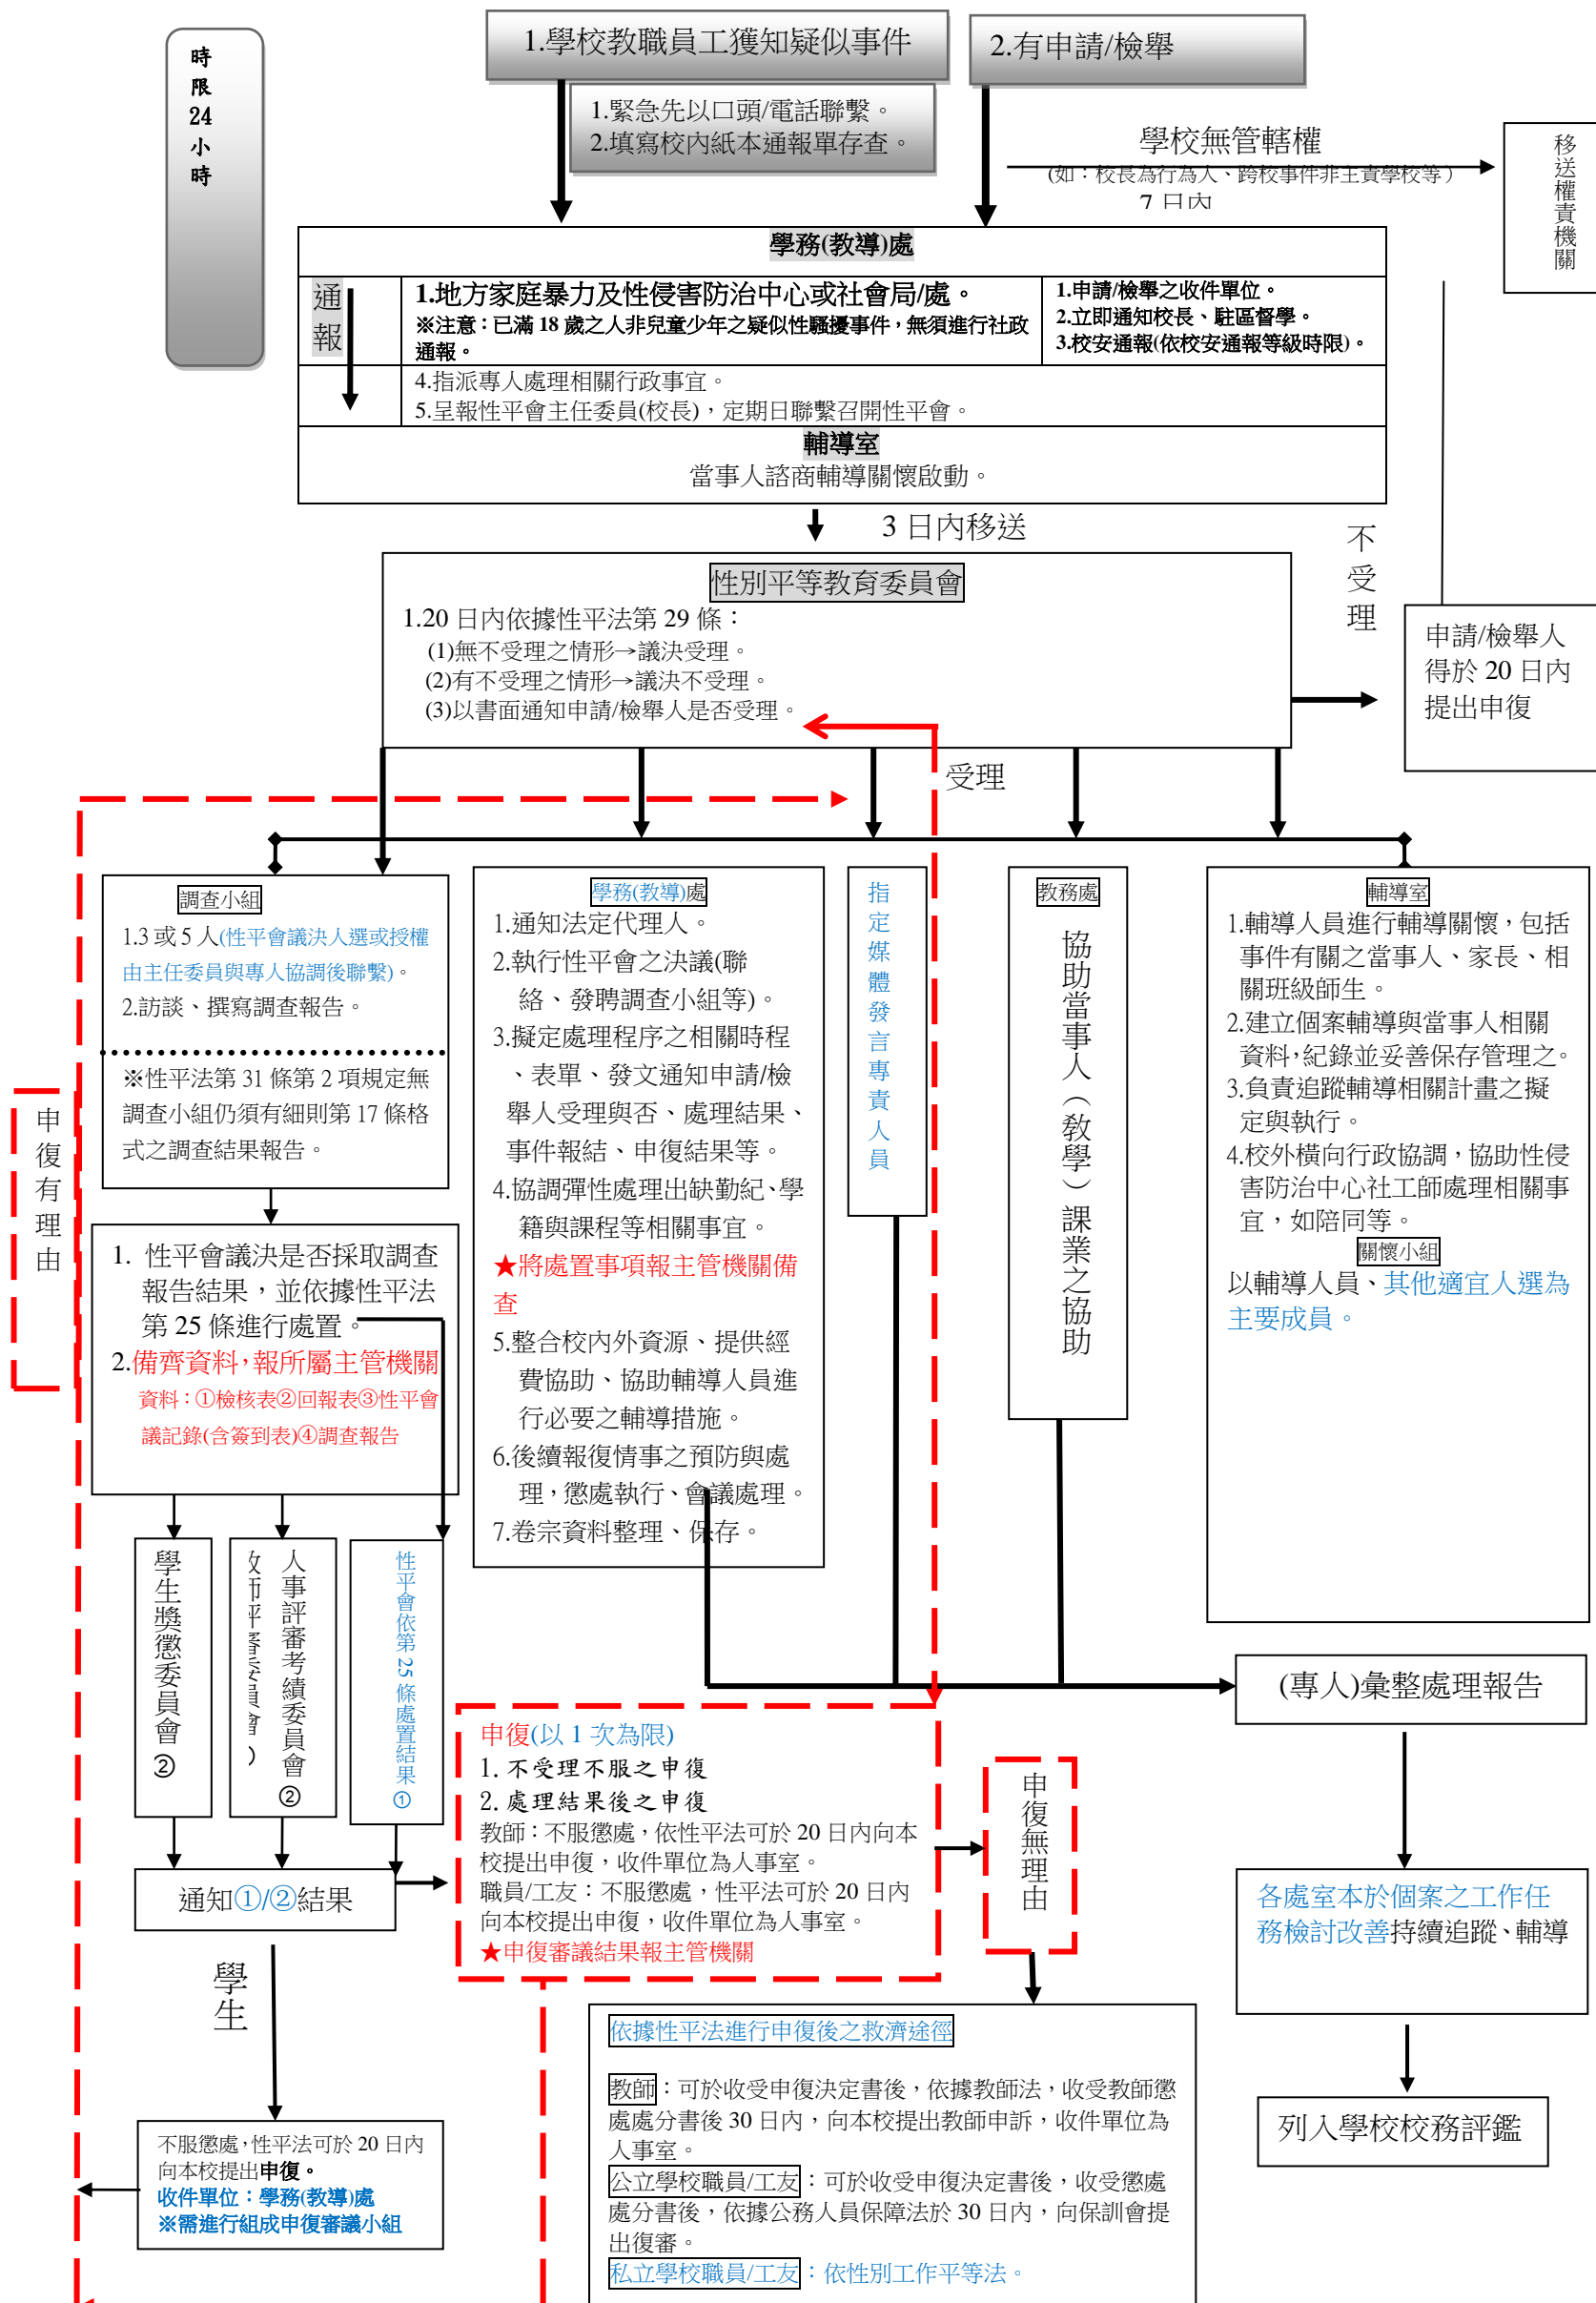 時
限
24
小
時
1.學校教職員工獲知疑似事件
2.有申請/檢舉
1.緊急先以口頭/電話聯繫。
2.填寫校內紙本通報單存查。
學校無管轄權
(如：校長為行為人、跨校事件非主責學校等)
7 日內
移送權責機關
學務(教導)處
通
報
1.地方家庭暴力及性侵害防治中心或社會局/處。
※注意：已滿 18 歲之人非兒童少年之疑似性騷擾事件，無須進行社政
通報。
1.申請/檢舉之收件單位。
2.立即通知校長、駐區督學。
3.校安通報(依校安通報等級時限)。
4.指派專人處理相關行政事宜。
5.呈報性平會主任委員(校長)，定期日聯繫召開性平會。
輔導室
當事人諮商輔導關懷啟動。
3 日內移送
不
受
理
性別平等教育委員會
1.20 日內依據性平法第 29 條：
(1)無不受理之情形→議決受理。
(2)有不受理之情形→議決不受理。
(3)以書面通知申請/檢舉人是否受理。
申請/檢舉人
得於 20 日內
提出申復
受理
調查小組
1.3 或 5 人(性平會議決人選或授權
由主任委員與專人協調後聯繫)。
2.訪談、撰寫調查報告。
※性平法第 31 條第 2 項規定無
調查小組仍須有細則第 17 條格
式之調查結果報告。
學務(教導)處
1.通知法定代理人。
2.執行性平會之決議(聯
絡、發聘調查小組等)。
3.擬定處理程序之相關時程
、表單、發文通知申請/檢
舉人受理與否、處理結果、
事件報結、申復結果等。
4.協調彈性處理出缺勤紀、學
籍與課程等相關事宜。
★將處置事項報主管機關備
查
5.整合校內外資源、提供經
費協助、協助輔導人員進
行必要之輔導措施。
6.後續報復情事之預防與處
理，懲處執行、會議處理。
7.卷宗資料整理、保存。
指定媒體發言專責人員
教務處
協助當事人（教學）課業之協助
輔導室
1.輔導人員進行輔導關懷，包括
事件有關之當事人、家長、相
關班級師生。
2.建立個案輔導與當事人相關
資料，紀錄並妥善保存管理之。
3.負責追蹤輔導相關計畫之擬
定與執行。
4.校外橫向行政協調，協助性侵
害防治中心社工師處理相關事
宜，如陪同等。
關懷小組
以輔導人員、其他適宜人選為
主要成員。
申復有理由
1. 性平會議決是否採取調查
報告結果，並依據性平法
第 25 條進行處置。
2.備齊資料，報所屬主管機關
資料：①檢核表②回報表③性平會
議記錄(含簽到表)④調查報告
學生獎懲委員會②
人事評審考績委員會②
性平會依第 25 條處置結果①
(專人)彙整處理報告
申復(以 1 次為限)
1. 不受理不服之申復
2. 處理結果後之申復
教師：不服懲處，依性平法可於 20 日內向本
校提出申復，收件單位為人事室。
職員/工友：不服懲處，性平法可於 20 日內
向本校提出申復，收件單位為人事室。
★申復審議結果報主管機關
申復無理由
通知①/②結果
各處室本於個案之工作任
務檢討改善持續追蹤、輔導
學
生
依據性平法進行申復後之救濟途徑
教師：可於收受申復決定書後，依據教師法，收受教師懲
處處分書後 30 日內，向本校提出教師申訴，收件單位為
人事室。
公立學校職員/工友：可於收受申復決定書後，收受懲處
處分書後，依據公務人員保障法於 30 日內，向保訓會提
出復審。
私立學校職員/工友：依性別工作平等法。
列入學校校務評鑑
不服懲處，性平法可於 20 日內
向本校提出申復。
收件單位：學務(教導)處
※需進行組成申復審議小組